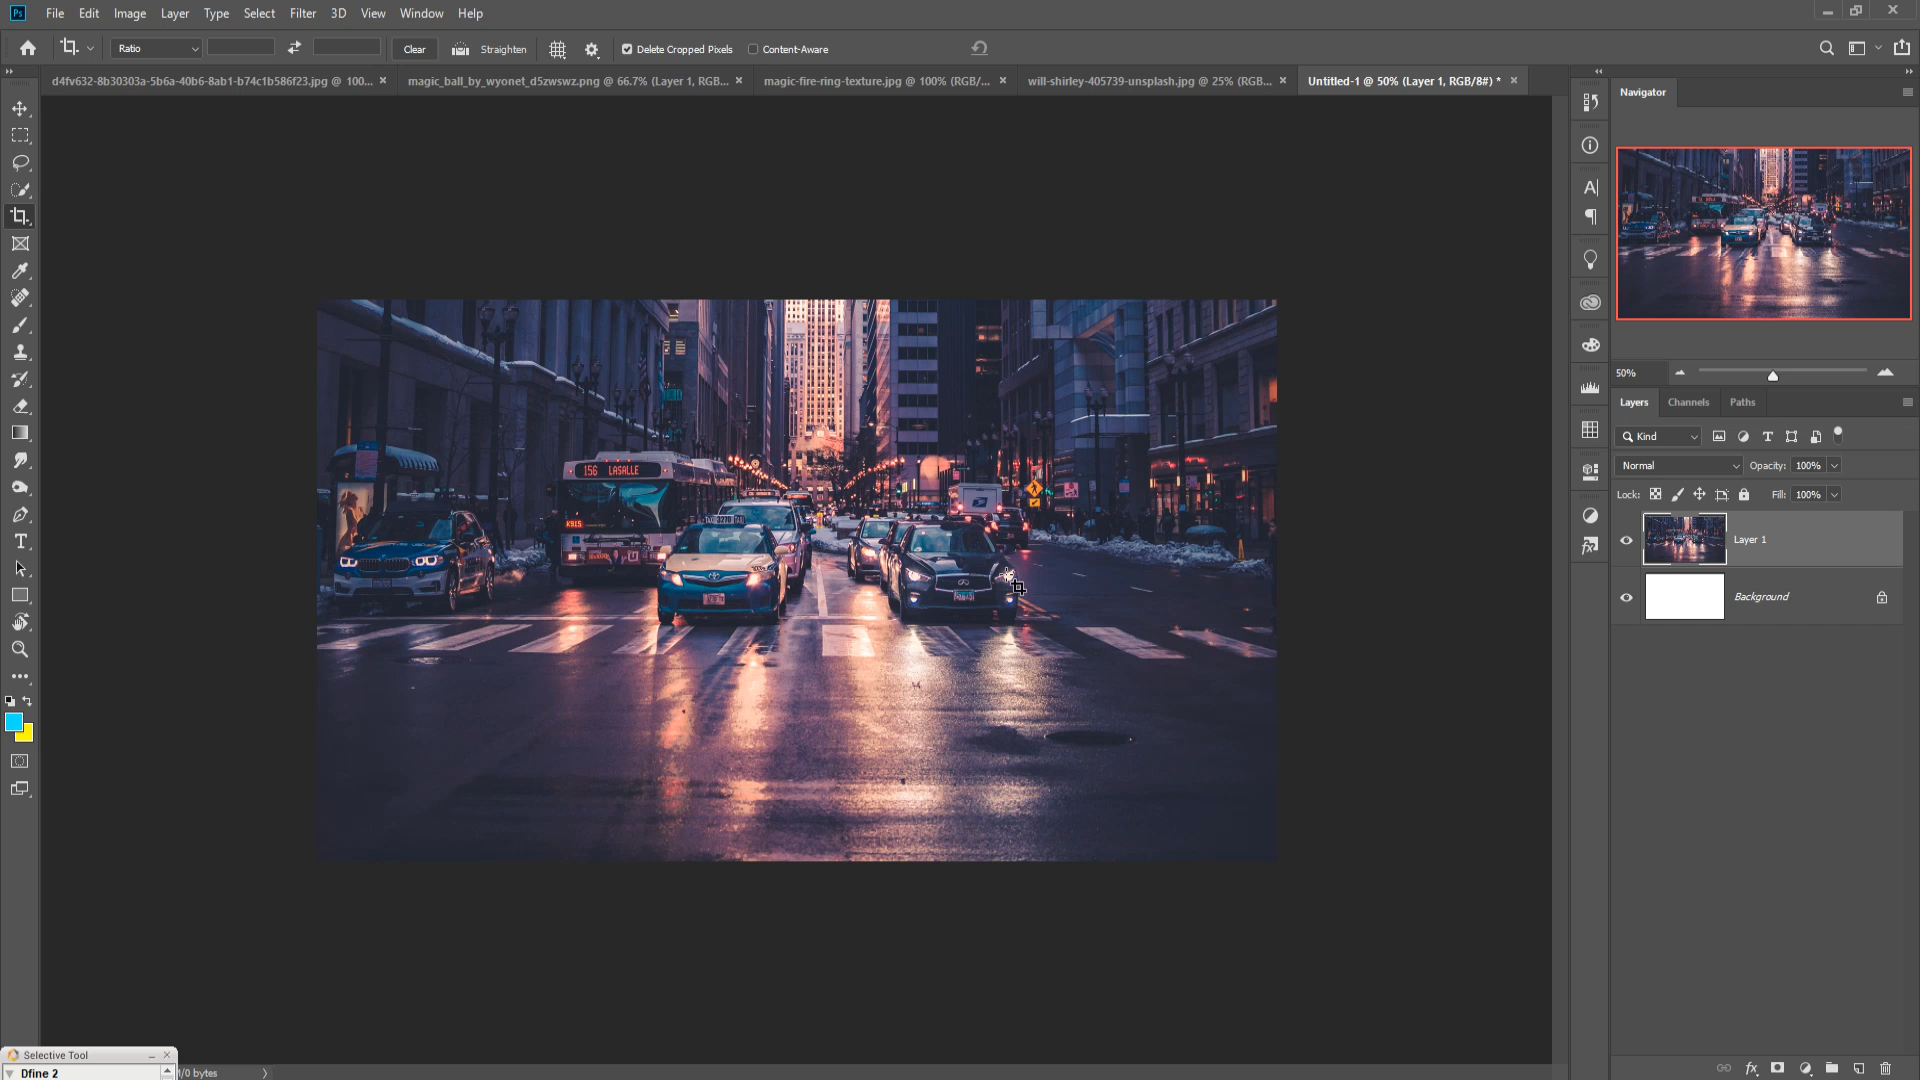 Ps File Edit Image Layer Type Select Filter 3D View Window Help
Ratio Clear Straighten Delete Cropped Pixels Content-Aware
d4fv632-8b30303a-5b6a-40b6-8ab1-b74c1b586f23.jpg @ 100... × magic_ball_by_wyonet_d5zwswz.png @ 66.7% (Layer 1, RGB... × magic-fire-ring-texture.jpg @ 100% (RGB/... × will-shirley-405739-unsplash.jpg @ 25% (RGB... × Untitled-1 @ 50% (Layer 1, RGB/8#) * ×
Navigator
50%
Layers Channels Paths
Kind
Normal Opacity: 100%
Lock: Fill: 100%
Layer 1
Background
156 LASALLE
K915
Selective Tool
Dfine 2
/0 bytes